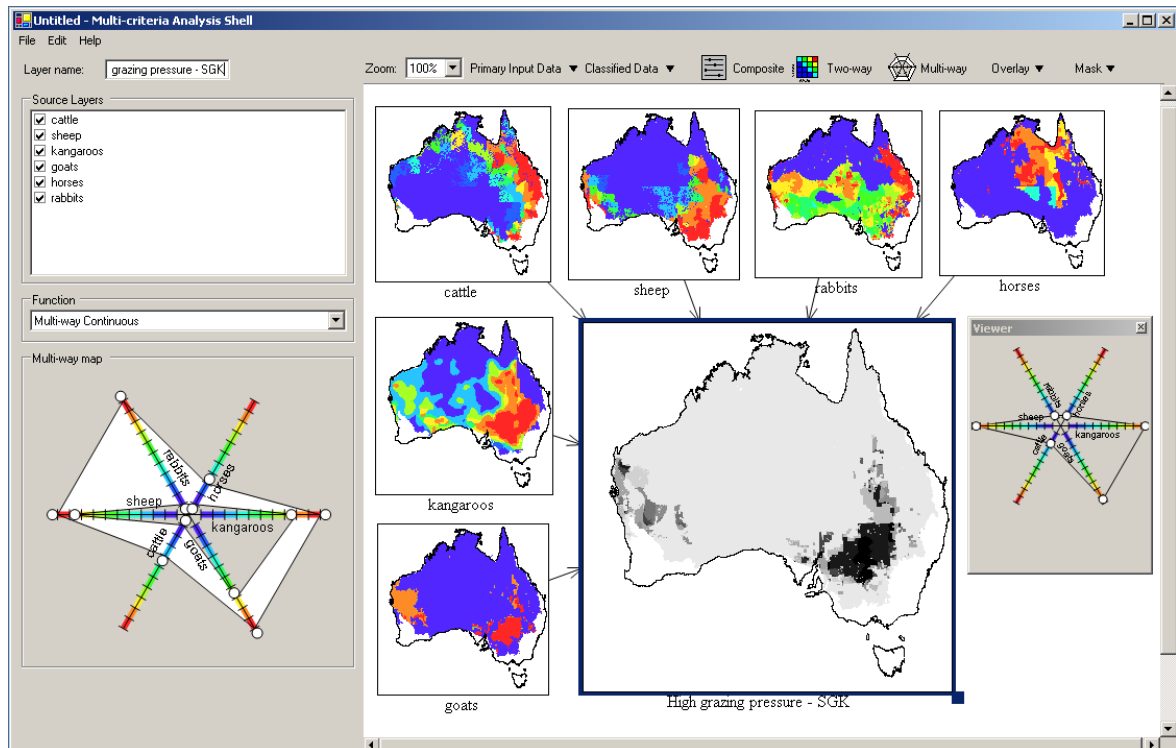 Untitled - Multi-criteria Analysis Shell
File Edit Help
Layer name: grazing pressure - SGK
Zoom: 100% Primary Input Data Classified Data Composite Two-way Multi-way Overlay Mask
Source Layers
cattle
sheep
kangaroos
goats
horses
rabbits
Function
Multi-way Continuous
Multi-way map
rabbits
horses
sheep
kangaroos
cattle
goats
cattle
sheep
rabbits
horses
kangaroos
goats
High grazing pressure - SGK
Viewer
rabbits
horses
sheep
kangaroos
cattle
goats